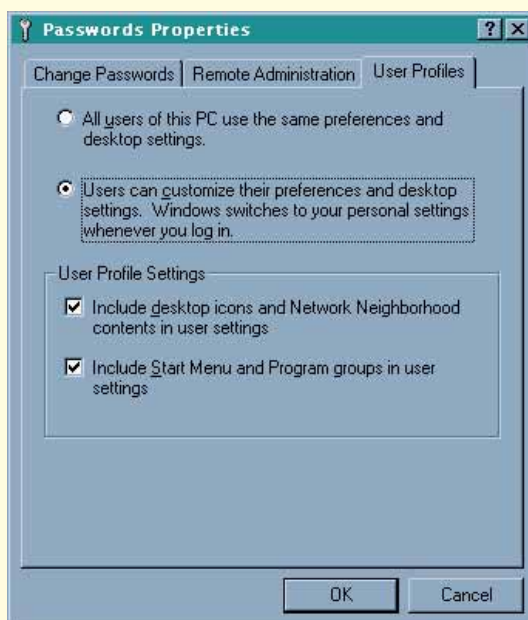 Passwords Properties
Change Passwords
Remote Administration
User Profiles
All users of this PC use the same preferences and
desktop settings.
Users can customize their preferences and desktop
settings. Windows switches to your personal settings
whenever you log in.
User Profile Settings
Include desktop icons and Network Neighborhood
contents in user settings
Include Start Menu and Program groups in user
settings
OK
Cancel